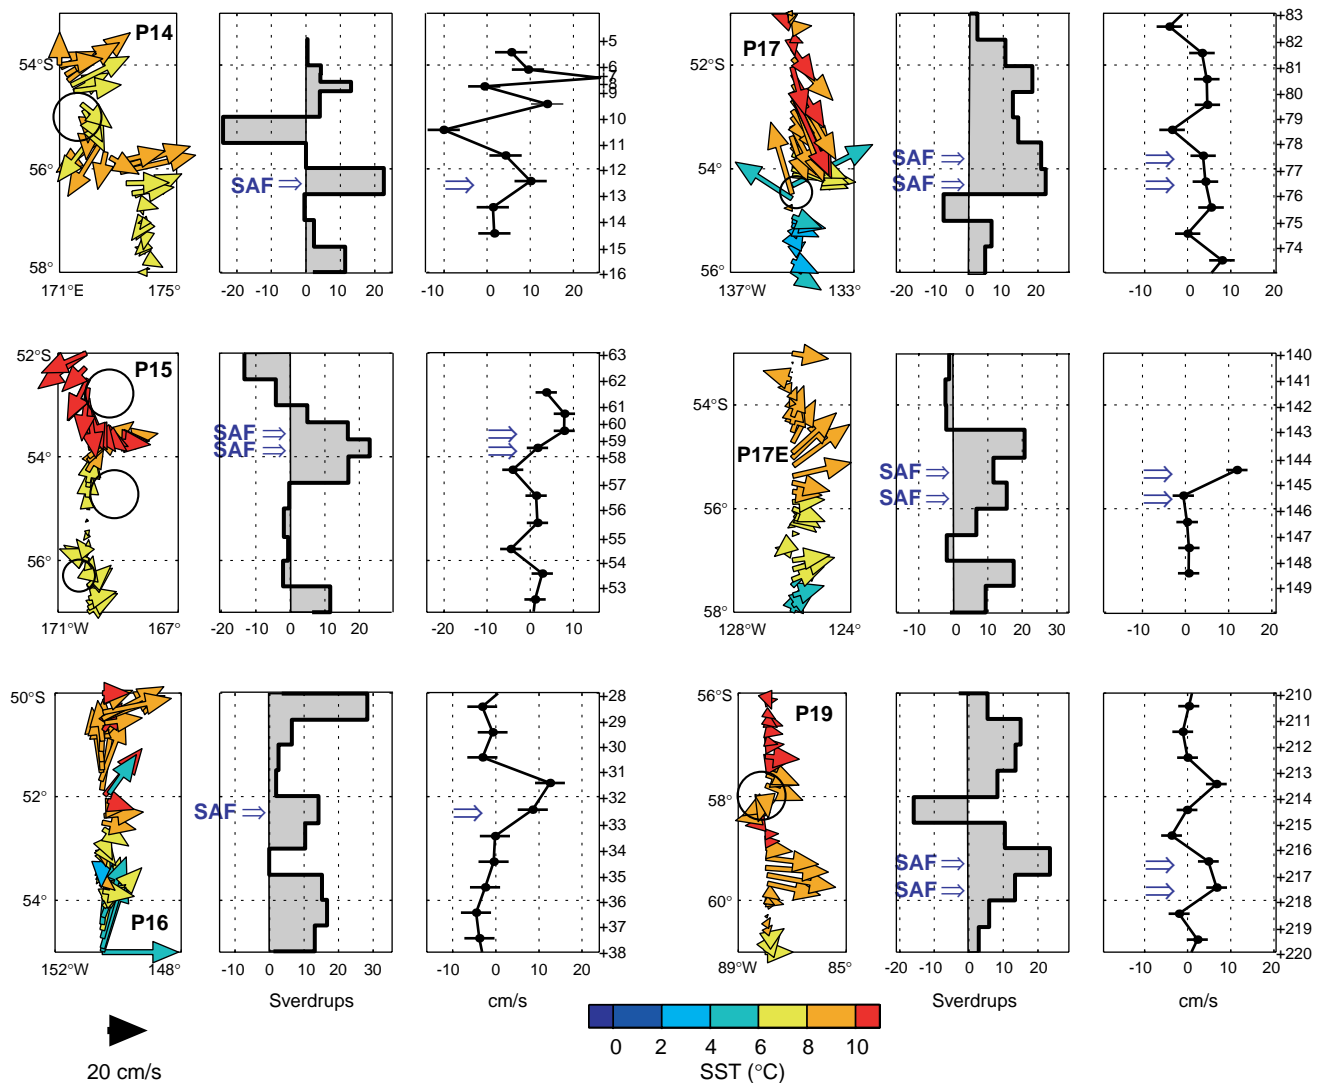 P14
54°S
56°
58°
171°E 175°
SAF ⇒
-20 -10 0 10 20
-10 0 10 20
+5
+6
+7
+8
+9
+10
+11
+12
+13
+14
+15
+16
P17
52°S
54°
56°
137°W 133°
SAF ⇒
SAF ⇒
-20 -10 0 10 20
-10 0 10 20
+83
+82
+81
+80
+79
+78
+77
+76
+75
+74
P15
52°S
54°
56°
171°W 167°
SAF ⇒
SAF ⇒
-20 -10 0 10 20
-10 0 10
+63
+62
+61
+60
+59
+58
+57
+56
+55
+54
+53
P17E
54°S
56°
58°
128°W 124°
SAF ⇒
SAF ⇒
-10 0 10 20 30
-10 0 10 20
+140
+141
+142
+143
+144
+145
+146
+147
+148
+149
P16
50°S
52°
54°
152°W 148°
SAF ⇒
-10 0 10 20 30
Sverdrups
-10 0 10 20
cm/s
+28
+29
+30
+31
+32
+33
+34
+35
+36
+37
+38
P19
56°S
58°
60°
89°W 85°
SAF ⇒
SAF ⇒
-10 0 10 20
Sverdrups
-10 0 10 20
cm/s
+210
+211
+212
+213
+214
+215
+216
+217
+218
+219
+220
20 cm/s
0 2 4 6 8 10
SST (°C)